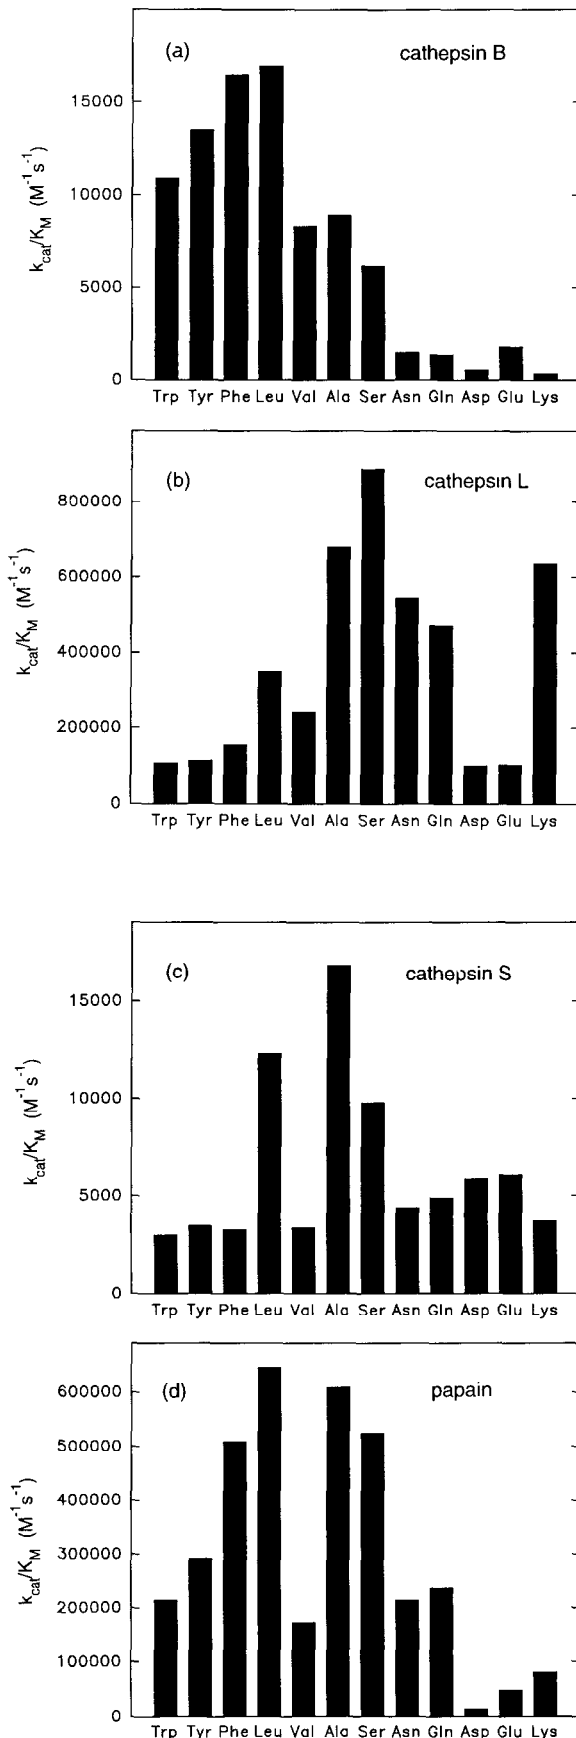 (a) cathepsin B
15000
10000
5000
0
k_cat/K_M (M⁻¹s⁻¹)
Trp Tyr Phe Leu Val Ala Ser Asn Gln Asp Glu Lys
(b) cathepsin L
800000
600000
400000
200000
0
k_cat/K_M (M⁻¹s⁻¹)
Trp Tyr Phe Leu Val Ala Ser Asn Gln Asp Glu Lys
(c) cathepsin S
15000
10000
5000
0
k_cat/K_M (M⁻¹s⁻¹)
Trp Tyr Phe Leu Val Ala Ser Asn Gln Asp Glu Lys
(d) papain
600000
500000
400000
300000
200000
100000
0
k_cat/K_M (M⁻¹s⁻¹)
Trp Tyr Phe Leu Val Ala Ser Asn Gln Asp Glu Lys